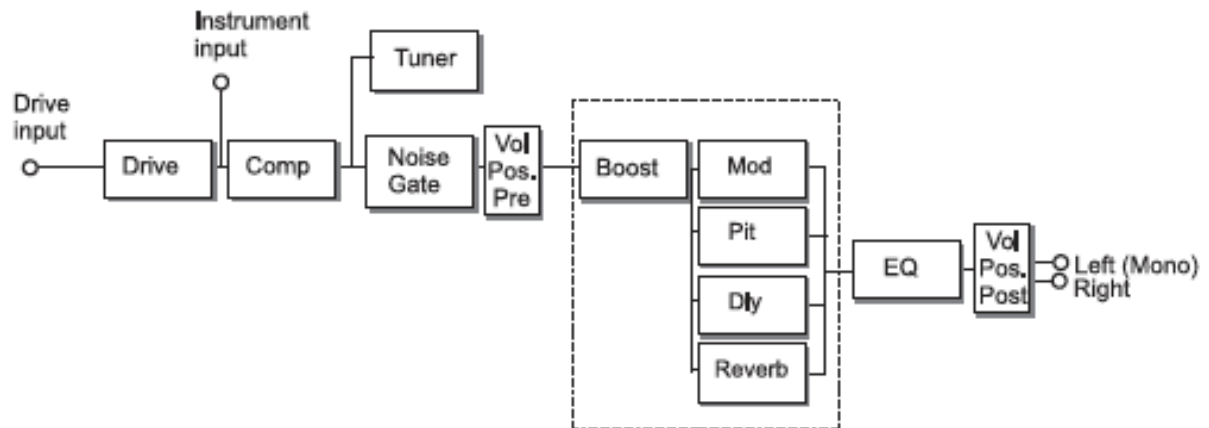 Instrument
input
Tuner
Drive
input
Drive
Comp
Noise
Gate
Vol
Pos.
Pre
Boost
Mod
Pit
Dly
Reverb
EQ
Vol
Pos.
Post
Left (Mono)
Right